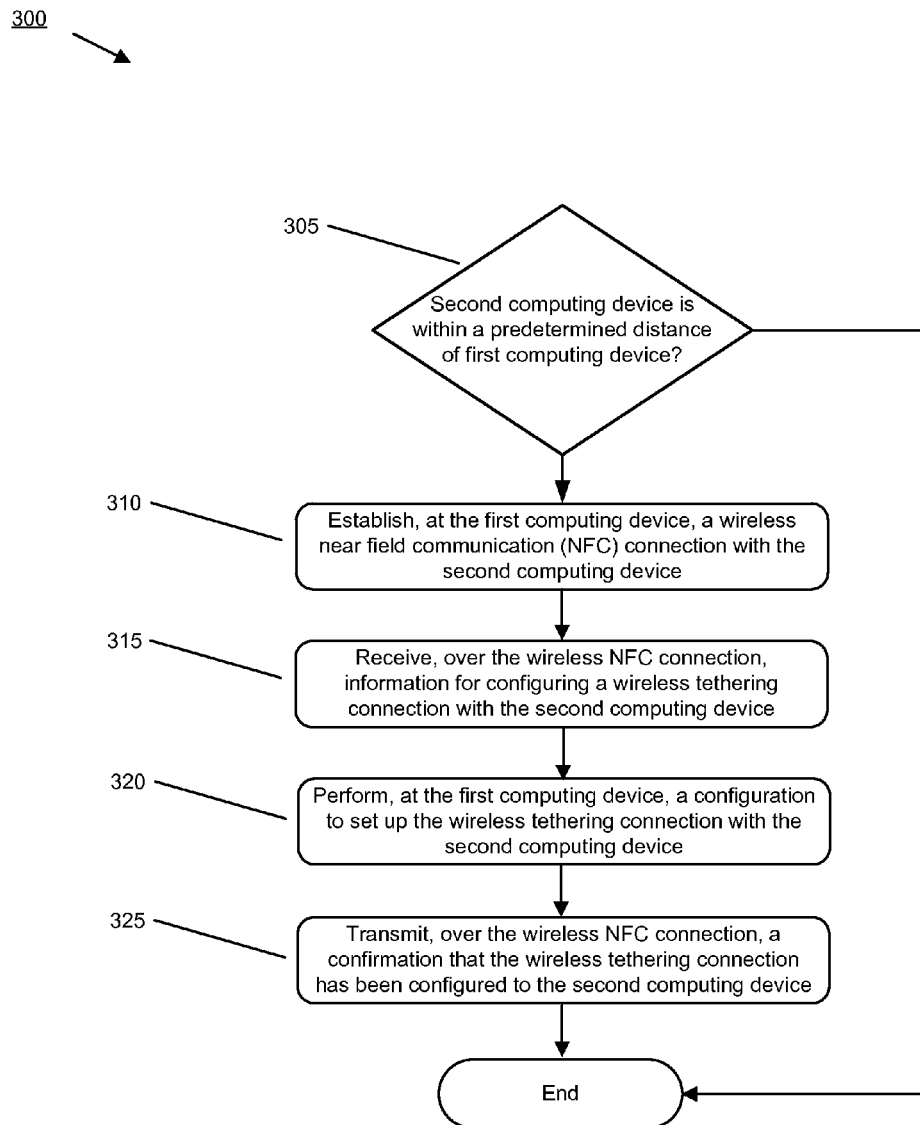 300
305
Second computing device is
within a predetermined distance
of first computing device?
310
Establish, at the first computing device, a wireless
near field communication (NFC) connection with the
second computing device
315
Receive, over the wireless NFC connection,
information for configuring a wireless tethering
connection with the second computing device
320
Perform, at the first computing device, a configuration
to set up the wireless tethering connection with the
second computing device
325
Transmit, over the wireless NFC connection, a
confirmation that the wireless tethering connection
has been configured to the second computing device
End